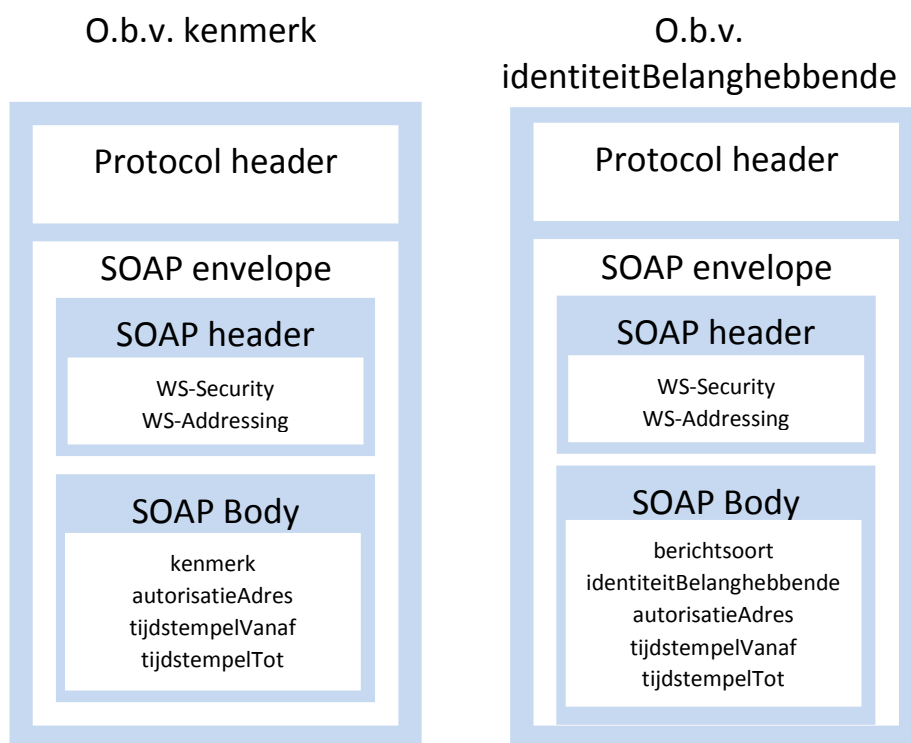 O.b.v. kenmerk
Protocol header
SOAP envelope
SOAP header
WS-Security
WS-Addressing
SOAP Body
kenmerk
autorisatieAdres
tijdstempelVanaf
tijdstempelTot
O.b.v.
identiteitBelanghebbende
Protocol header
SOAP envelope
SOAP header
WS-Security
WS-Addressing
SOAP Body
berichtsoort
identiteitBelanghebbende
autorisatieAdres
tijdstempelVanaf
tijdstempelTot